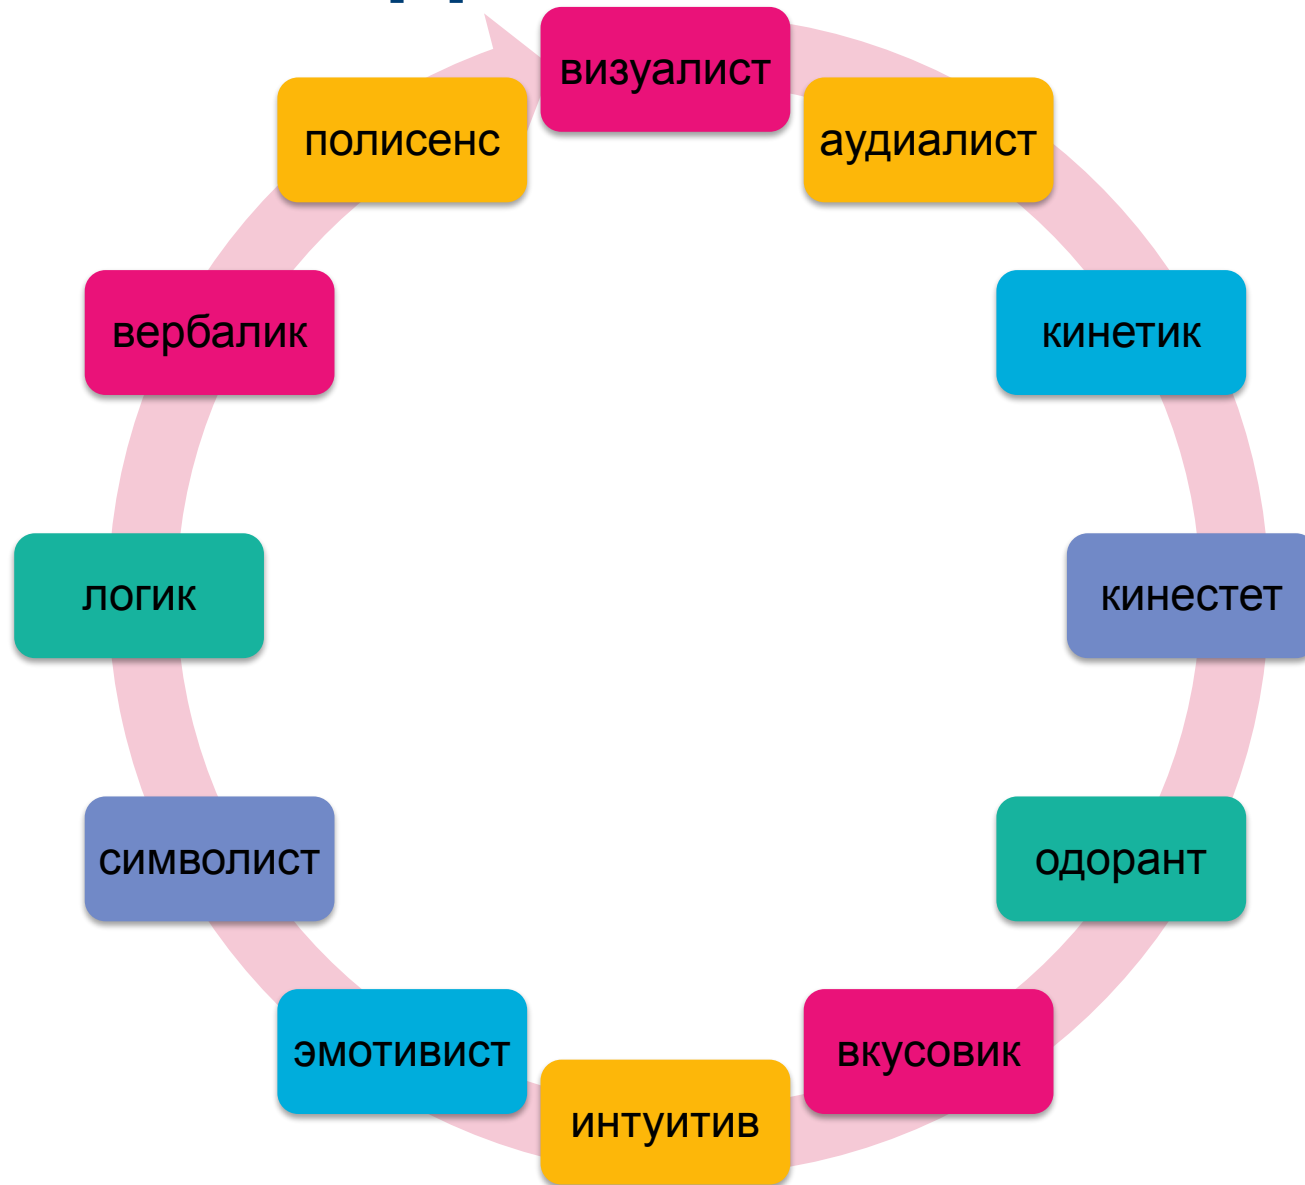 визуалист
аудиалист
кинетик
кинестет
одорант
вкусовик
интуитив
эмотивист
символист
логик
вербалик
полисенс